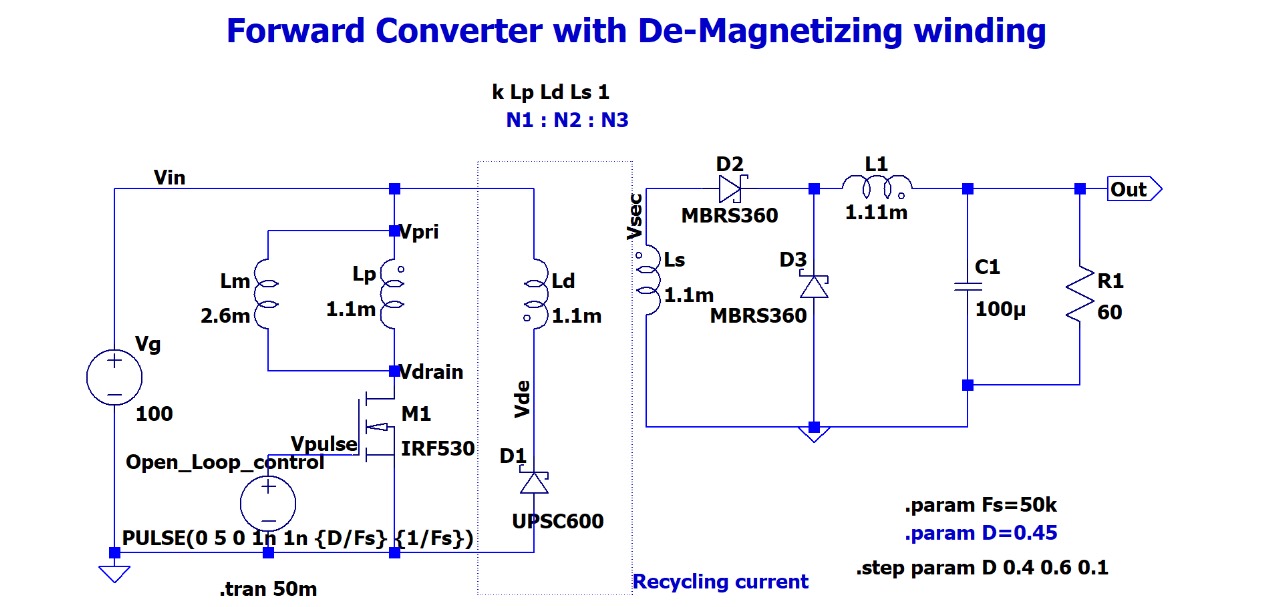 Forward Converter with De-Magnetizing winding
k Lp Ld Ls 1
N1 : N2 : N3
Vin
D2
MBRS360
L1
1.11m
Out
Vsec
Vpri
Lm
2.6m
Lp
1.1m
Ld
1.1m
Ls
1.1m
D3
MBRS360
C1
100µ
R1
60
Vg
100
Vdrain
M1
IRF530
Vde
Vpulse
Open_Loop_control
D1
UPSC600
PULSE(0 5 0 1n 1n {D/Fs} {1/Fs})
.tran 50m
Recycling current
.param Fs=50k
.param D=0.45
.step param D 0.4 0.6 0.1